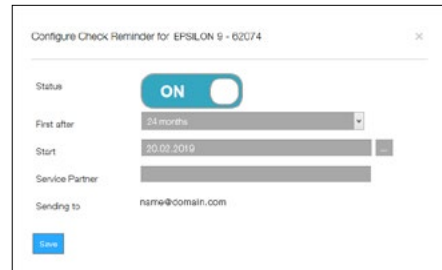 Configure Check Reminder for EPSILON 9 - 62074 ×
Status ON
First after 24 months
Start 20.02.2019 ...
Service Partner
Sending to name@domain.com
Save